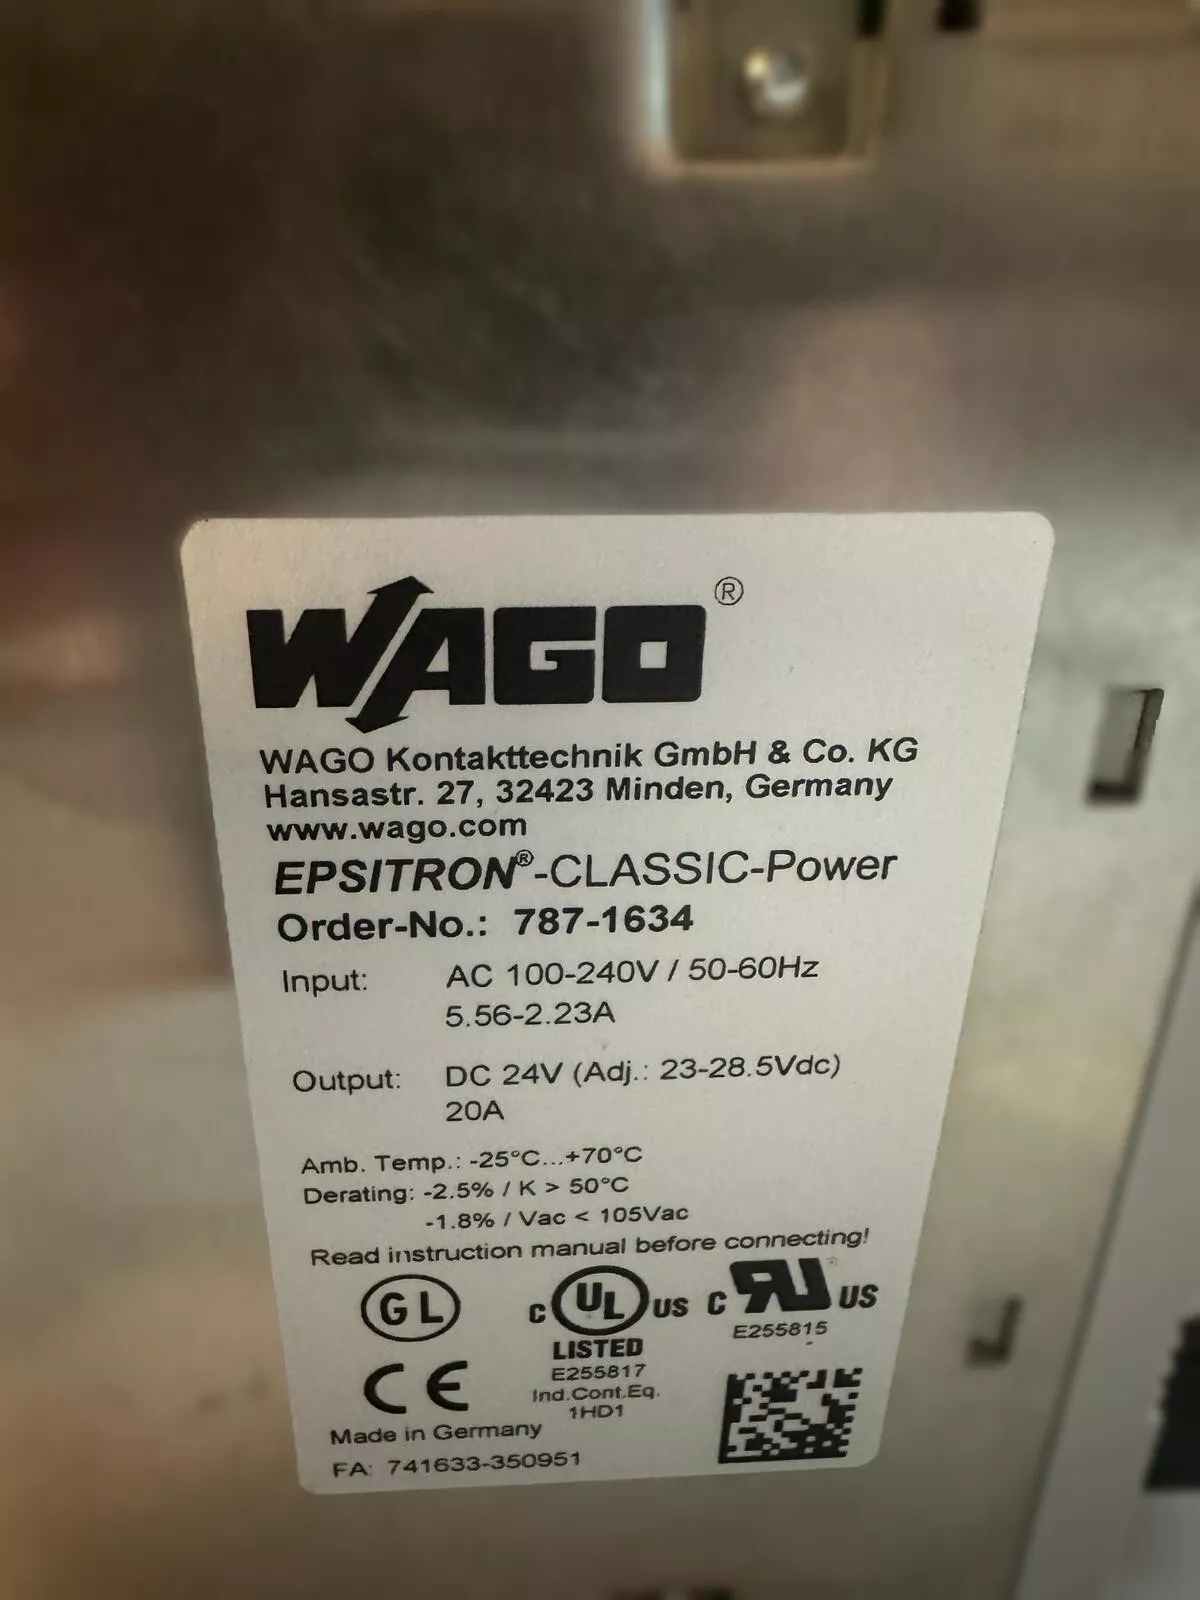 WAGO®
WAGO Kontakttechnik GmbH & Co. KG
Hansastr. 27, 32423 Minden, Germany
www.wago.com
EPSITRON®-CLASSIC-Power
Order-No.: 787-1634
Input: AC 100-240V / 50-60Hz
5.56-2.23A
Output: DC 24V (Adj.: 23-28.5Vdc)
20A
Amb. Temp.: -25°C...+70°C
Derating: -2.5% / K > 50°C
-1.8% / Vac < 105Vac
Read instruction manual before connecting!
GL
C UL US
LISTED
E255817
Ind.Cont.Eq.
1HD1
C RU US
E255815
CE
Made in Germany
FA: 741633-350951